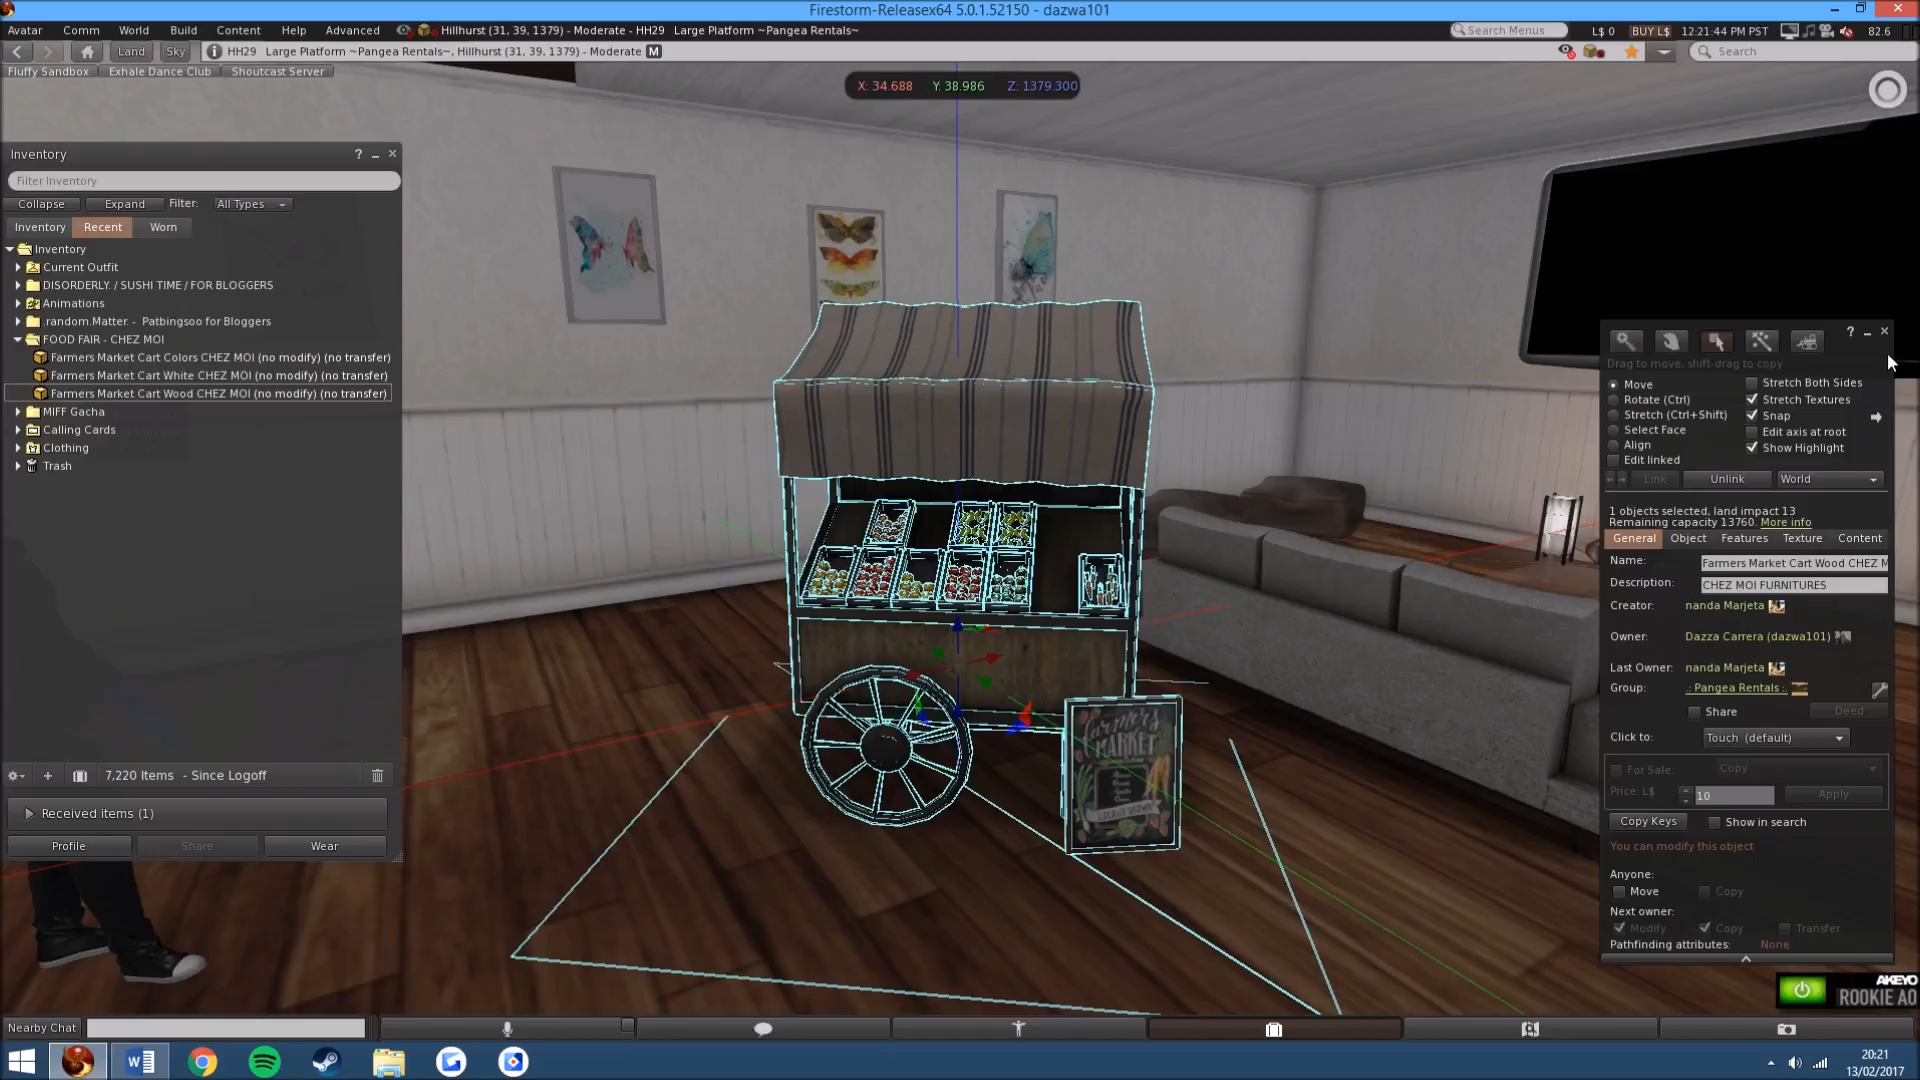 Firestorm-Releasex64 5.0.1.52150 - dazwa101
Avatar Comm World Build Content Help Advanced Hillhurst (31, 39, 1379) - Moderate - HH29 Large Platform ~Pangea Rentals~ Search Menus L$ 0 BUY L$ 12:21:44 PM PST 82.6
Land Sky HH29 Large Platform ~Pangea Rentals~, Hillhurst (31, 39, 1379) - Moderate M Search
Fluffy Sandbox Exhale Dance Club Shoutcast Server
X: 34.688 Y: 38.986 Z: 1379.300
Inventory ?
Filter Inventory
Collapse Expand Filter: All Types
Inventory Recent Worn
Inventory
Current Outfit
DISORDERLY. / SUSHI TIME / FOR BLOGGERS
Animations
.random.Matter. - Patbingsoo for Bloggers
FOOD FAIR - CHEZ MOI
Farmers Market Cart Colors CHEZ MOI (no modify) (no transfer)
Farmers Market Cart White CHEZ MOI (no modify) (no transfer)
Farmers Market Cart Wood CHEZ MOI (no modify) (no transfer)
MIFF Gacha
Calling Cards
Clothing
Trash
7,220 Items - Since Logoff
Received items (1)
Profile Share Wear
Farmer's
MARKET
?
Drag to move, shift-drag to copy
Move Stretch Both Sides
Rotate (Ctrl) Stretch Textures
Stretch (Ctrl+Shift) Snap
Select Face Edit axis at root
Align Show Highlight
Edit linked
Link Unlink World
1 objects selected, land impact 13
Remaining capacity 13760. More info
General Object Features Texture Content
Name: Farmers Market Cart Wood CHEZ M
Description: CHEZ MOI FURNITURES
Creator: nanda Marjeta
Owner: Dazza Carrera (dazwa101)
Last Owner: nanda Marjeta
Group: .: Pangea Rentals :.
Share Deed
Click to: Touch (default)
For Sale: Copy
Price: L$ 10 Apply
Copy Keys Show in search
You can modify this object
Anyone:
Move Copy
Next owner:
Modify Copy Transfer
Pathfinding attributes: None
AKEYO
ROOKIE AO
Nearby Chat
20:21
13/02/2017